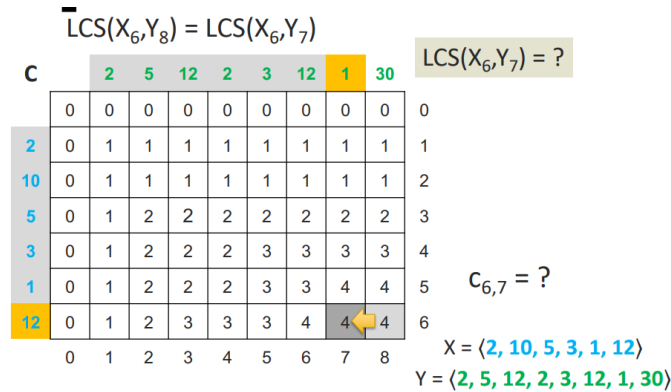 LCS(X6,Y8) = LCS(X6,Y7)
LCS(X6,Y7) = ?
C 2 5 12 2 3 12 1 30
0 0 0 0 0 0 0 0 0 0
2 0 1 1 1 1 1 1 1 1 1
10 0 1 1 1 1 1 1 1 1 2
5 0 1 2 2 2 2 2 2 2 3
3 0 1 2 2 2 3 3 3 3 4
1 0 1 2 2 2 3 3 4 4 5
12 0 1 2 3 3 3 4 4 4 6
0 1 2 3 4 5 6 7 8
c6,7 = ?
X = ⟨2, 10, 5, 3, 1, 12⟩
Y = ⟨2, 5, 12, 2, 3, 12, 1, 30⟩